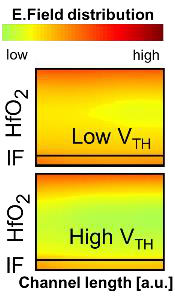 E.Field distribution
low high
HfO2
Low VTH
IF
HfO2
High VTH
IF
Channel length [a.u.]